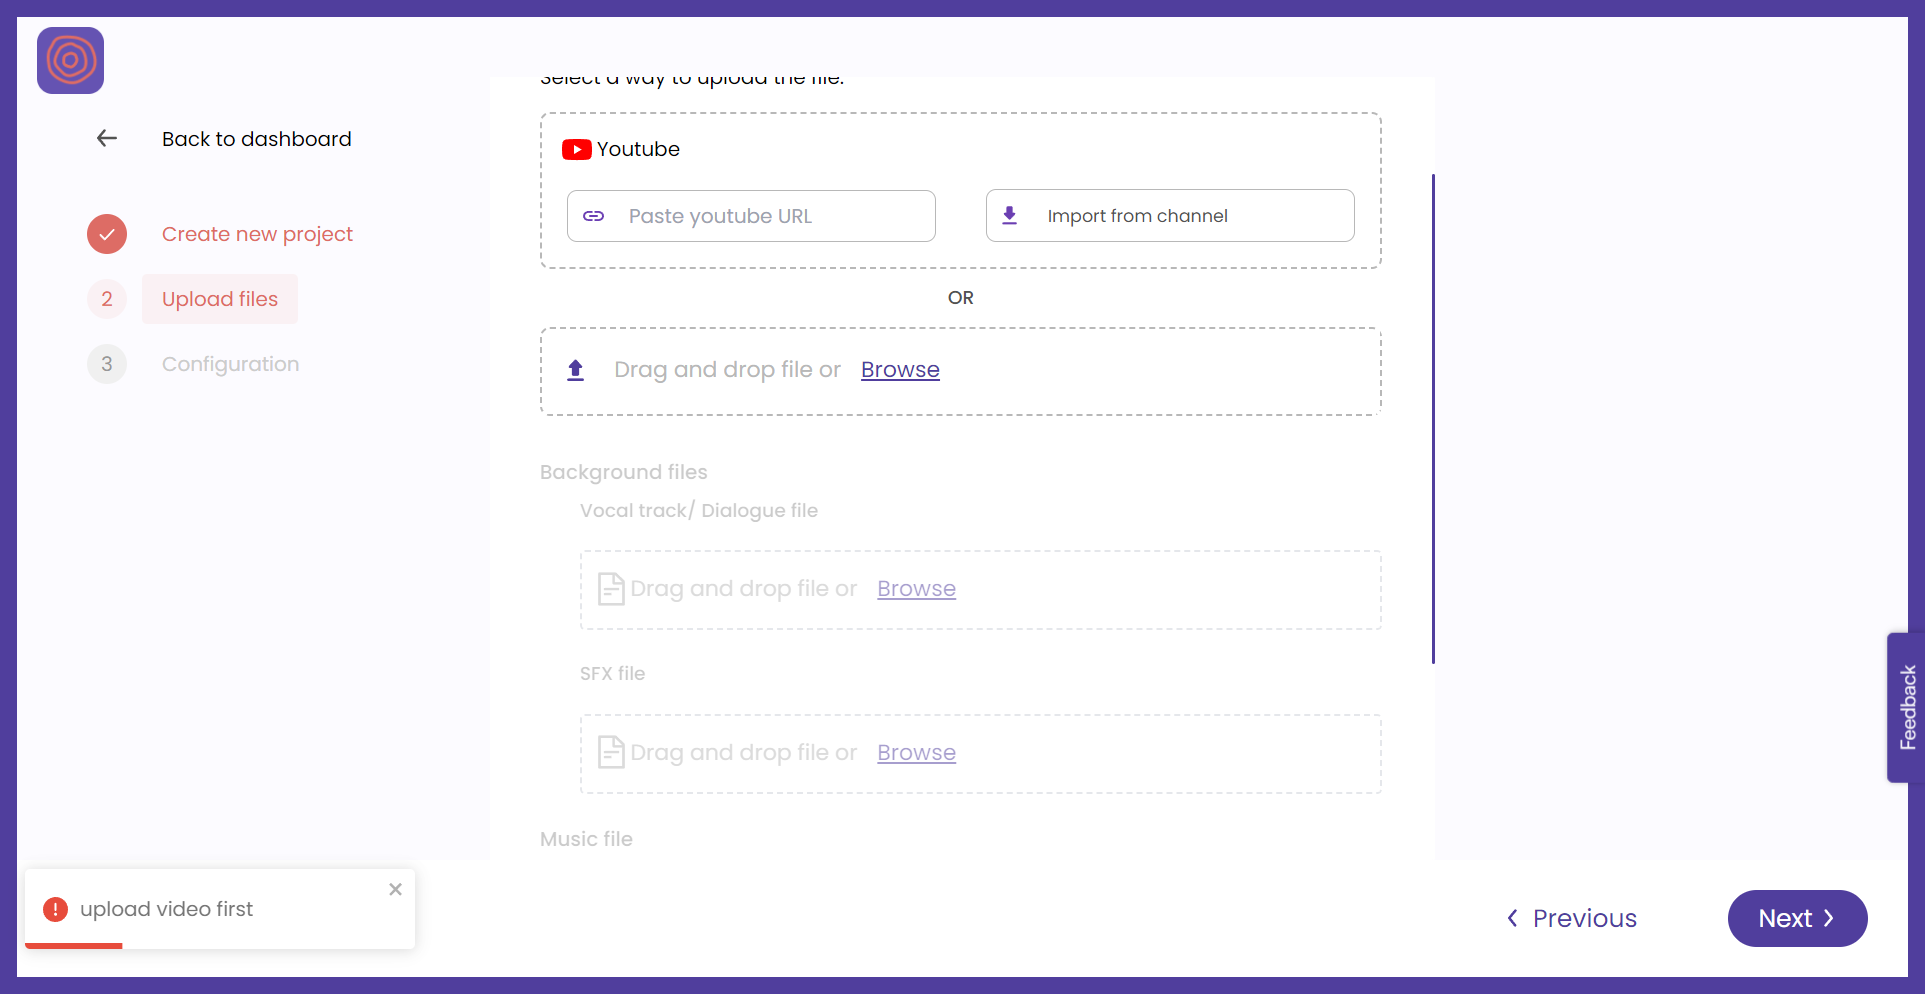 Select a way to upload the file.
Back to dashboard
Youtube
Create new project
Paste youtube URL
Import from channel
2
Upload files
OR
3
Configuration
Drag and drop file or Browse
Background files
Vocal track/ Dialogue file
Drag and drop file or Browse
SFX file
Feedback
Drag and drop file or Browse
Music file
upload video first
Previous
Next